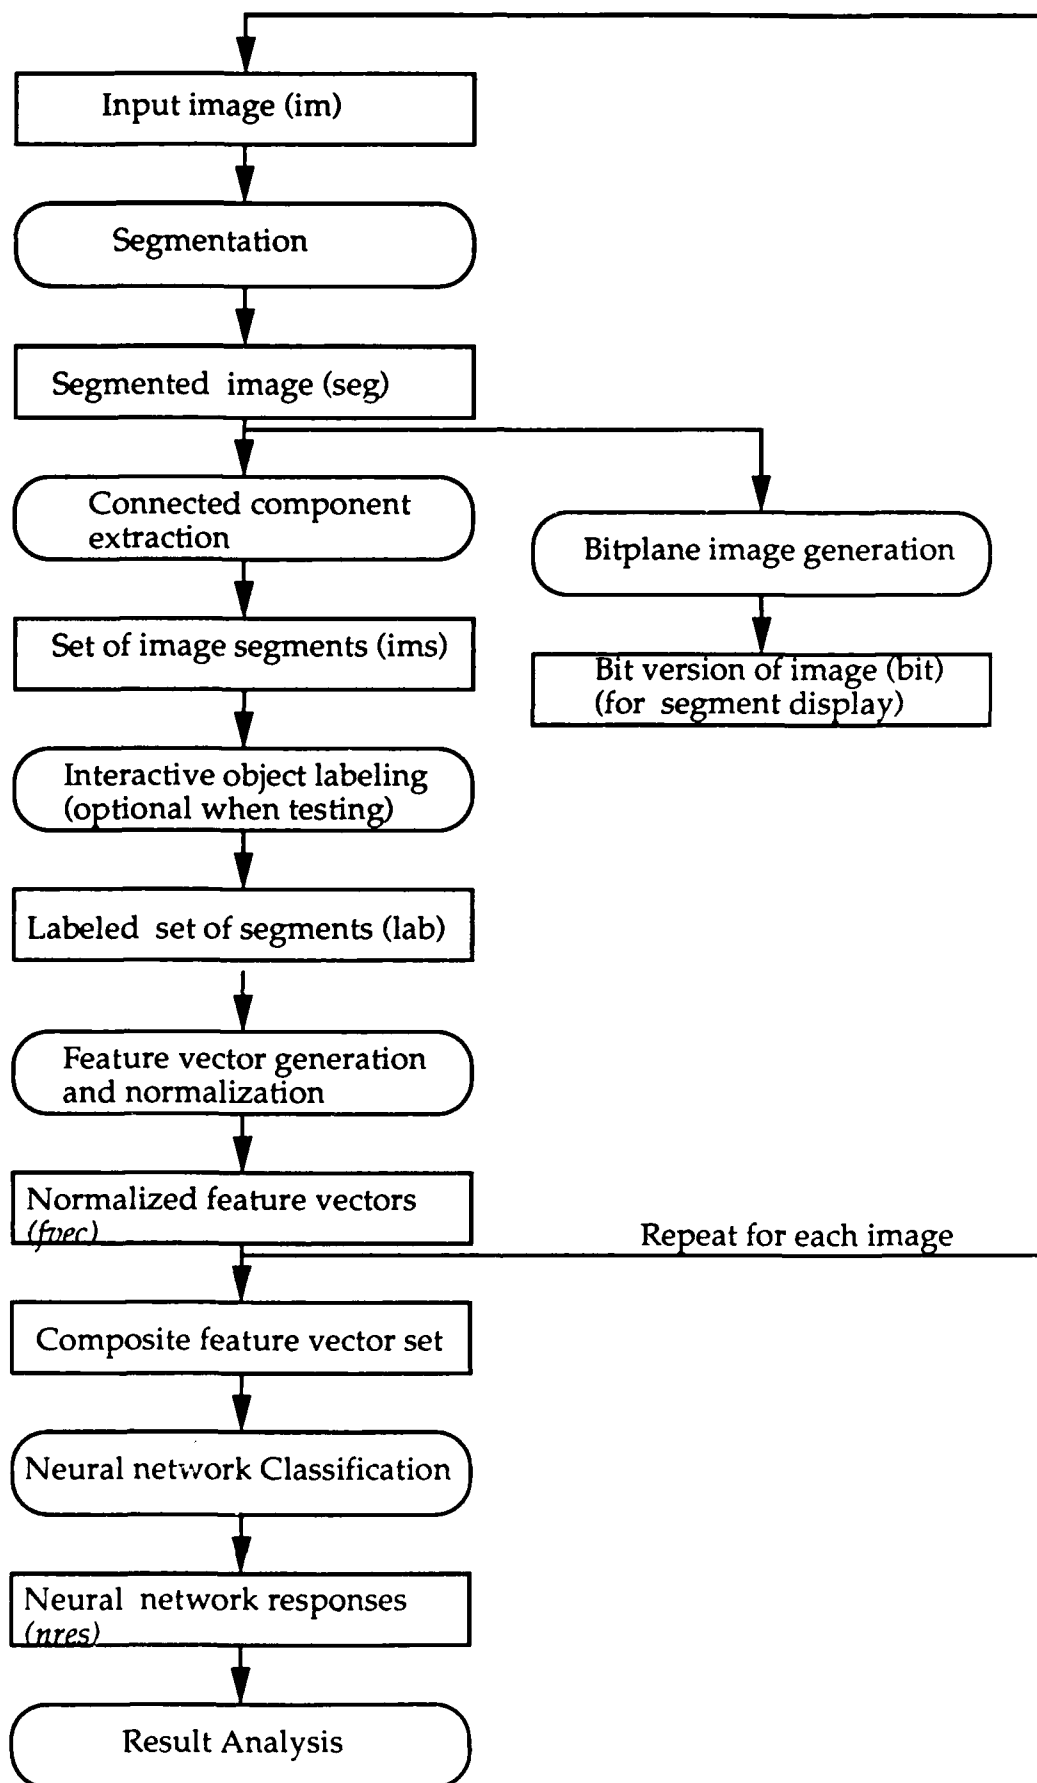 Input image (im)
Segmentation
Segmented image (seg)
Connected component
extraction
Bitplane image generation
Set of image segments (ims)
Bit version of image (bit)
(for segment display)
Interactive object labeling
(optional when testing)
Labeled set of segments (lab)
Feature vector generation
and normalization
Normalized feature vectors
(fvec)
Repeat for each image
Composite feature vector set
Neural network Classification
Neural network responses
(nres)
Result Analysis